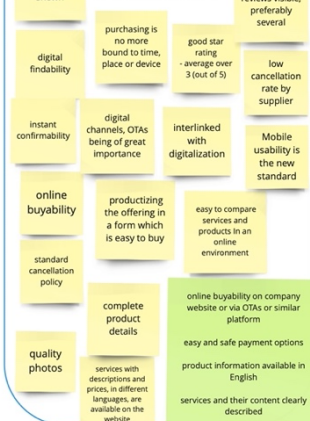 reviews visible,
preferably
several
purchasing is
no more
bound to time,
place or device
good star
rating
- average over
3 (out of 5)
digital
findability
low
cancellation
rate by
supplier
instant
confirmability
digital
channels, OTAs
being of great
importance
interlinked
with
digitalization
Mobile
usability is
the new
standard
online
buyability
productizing
the offering in
a form which
is easy to buy
easy to compare
services and
products In an
online
environment
standard
cancellation
policy
complete
product
details
online buyability on company
website or via OTAs or similar
platform
easy and safe payment options
product information available in
English
services and their content clearly
described
quality
photos
services with
descriptions and
prices, in different
languages, are
available on the
website